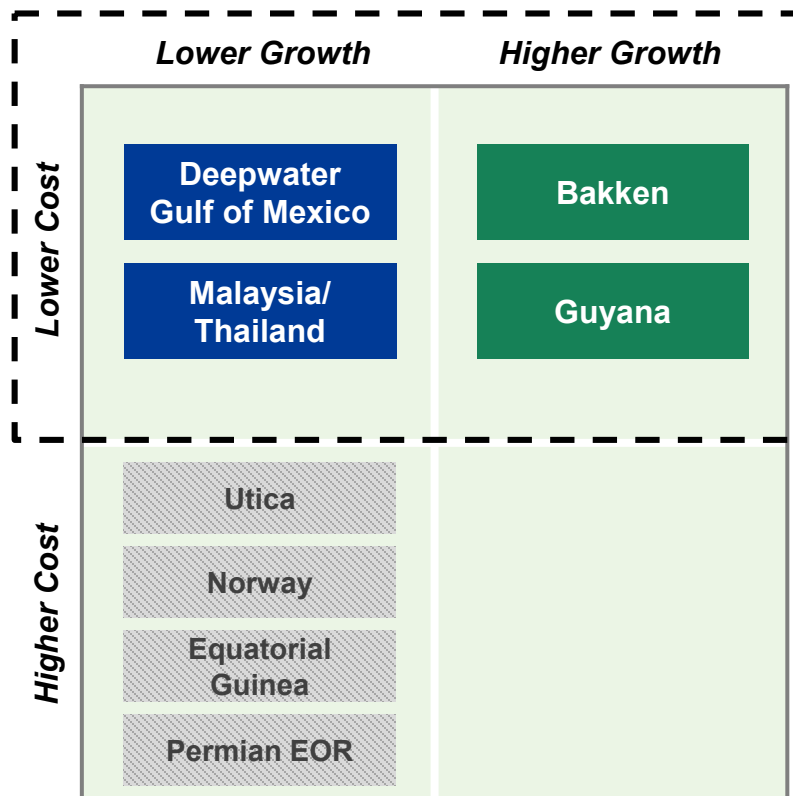 Lower Growth
Higher Growth
Lower Cost
Deepwater
Gulf of Mexico
Bakken
Malaysia/
Thailand
Guyana
Higher Cost
Utica
Norway
Equatorial
Guinea
Permian EOR